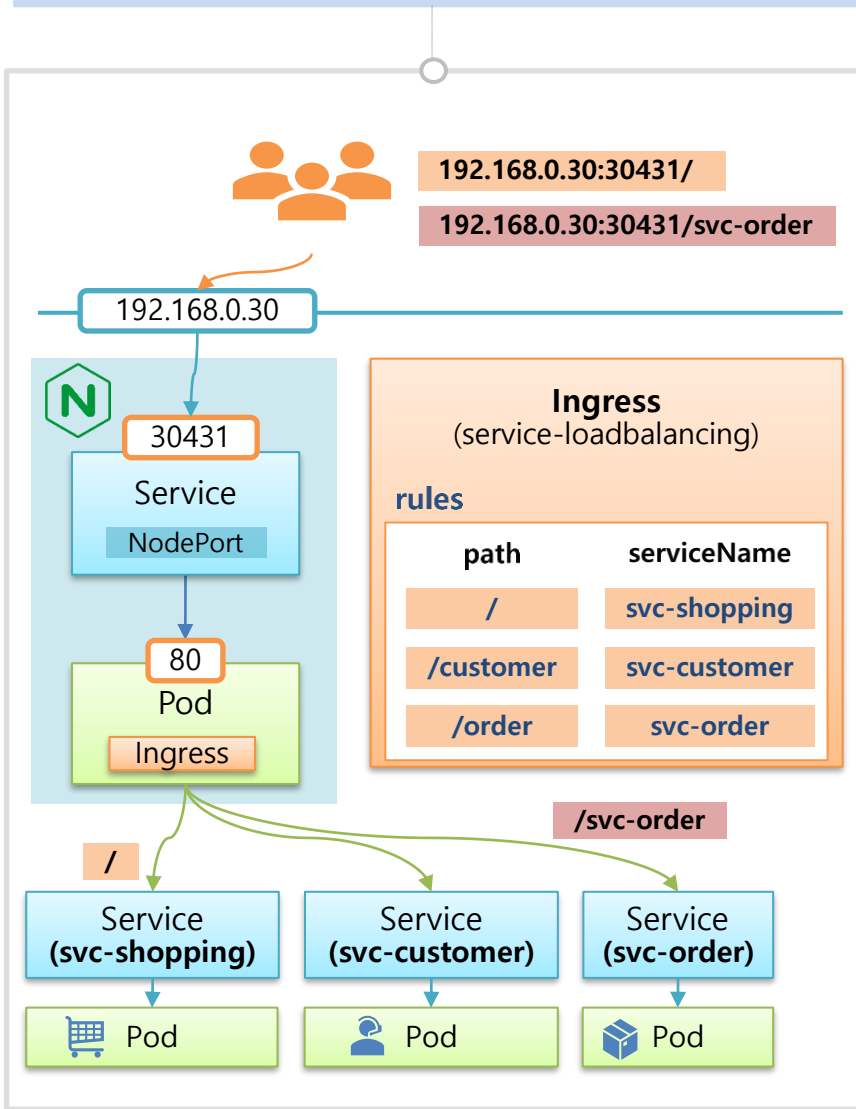 192.168.0.30:30431/
192.168.0.30:30431/svc-order
192.168.0.30
N
30431
Service
NodePort
80
Pod
Ingress
Ingress
(service-loadbalancing)
rules
path serviceName
/ svc-shopping
/customer svc-customer
/order svc-order
/svc-order
/
Service
(svc-shopping)
Service
(svc-customer)
Service
(svc-order)
Pod
Pod
Pod